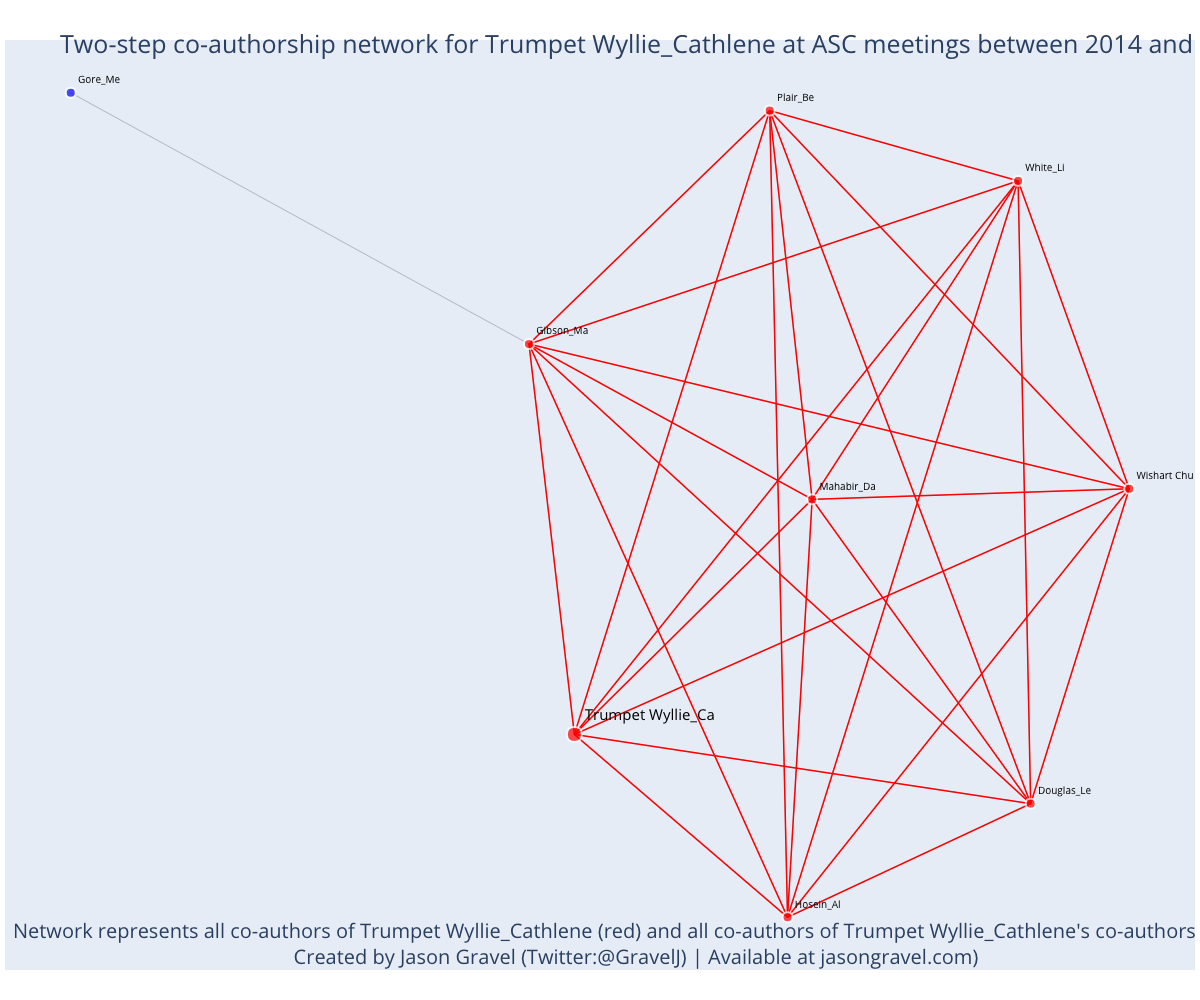 Two-step co-authorship network for Trumpet Wyllie_Cathlene at ASC meetings between 2014 and
Gore_Me
Plair_Be
White_Li
Gibson_Ma
Wishart Chu
Mahabir_Da
Trumpet Wyllie_Ca
Douglas_Le
Hosein_Al
Network represents all co-authors of Trumpet Wyllie_Cathlene (red) and all co-authors of Trumpet Wyllie_Cathlene's co-authors
Created by Jason Gravel (Twitter:@GravelJ) | Available at jasongravel.com)